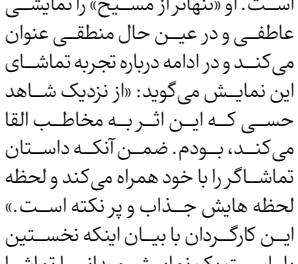 است. او «تنهاتر از مسیح» را نمایشی
عاطفی و در عین حال منطقی عنوان
می‌کند و در ادامه درباره تجربه تماشای
این نمایش می‌گوید: «از نزدیک شاهد
حسی که این اثر به مخاطب القا
می‌کند، بودم. ضمن آنکه داستان
تماشاگر را با خود همراه می‌کند و لحظه
لحظه هایش جذاب و پر نکته است.»
این کارگردان با بیان اینکه نخستین